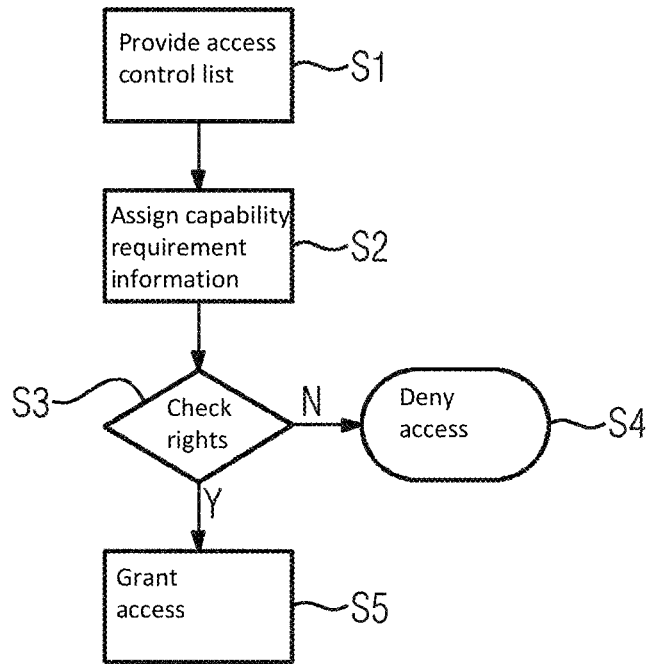 Provide access
control list
S1
Assign capability
requirement
information
S2
S3
Check
rights
N
Deny
access
S4
Y
Grant
access
S5